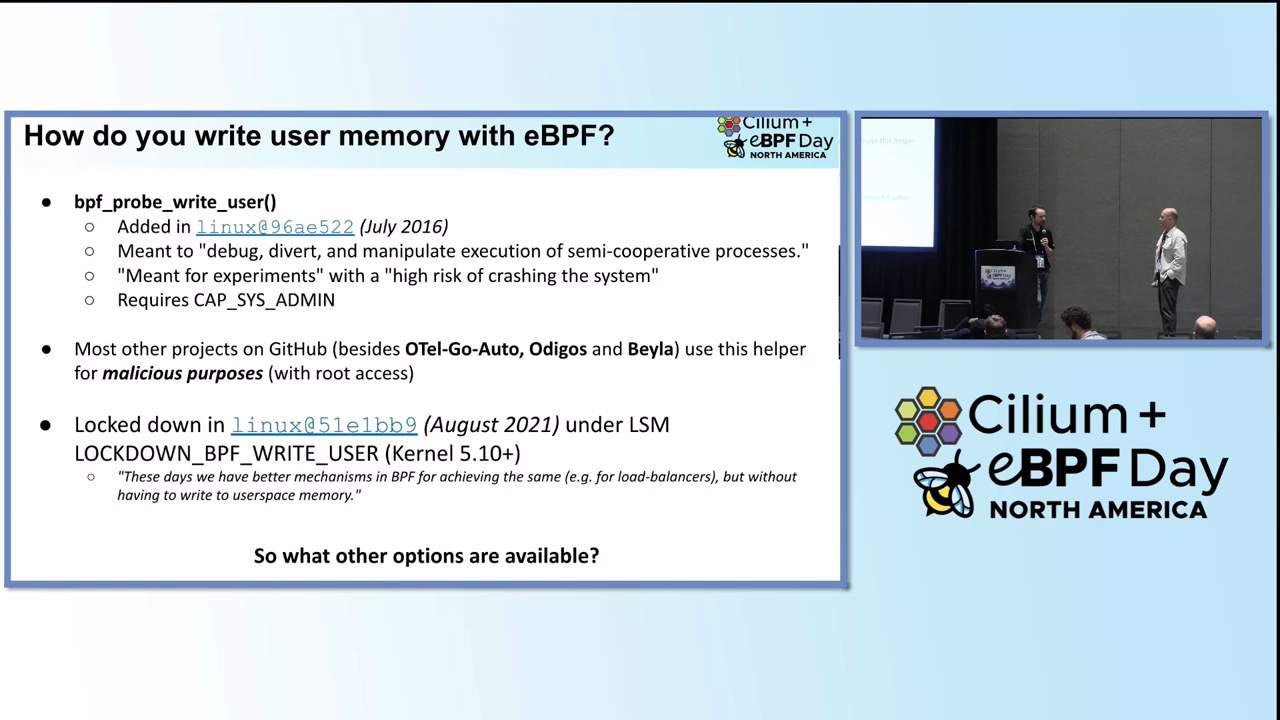 How do you write user memory with eBPF?
Cilium +
eBPF Day
NORTH AMERICA
● bpf_probe_write_user()
○ Added in linux@96ae522 (July 2016)
○ Meant to "debug, divert, and manipulate execution of semi-cooperative processes."
○ "Meant for experiments" with a "high risk of crashing the system"
○ Requires CAP_SYS_ADMIN
● Most other projects on GitHub (besides OTel-Go-Auto, Odigos and Beyla) use this helper
for malicious purposes (with root access)
● Locked down in linux@51e1bb9 (August 2021) under LSM
LOCKDOWN_BPF_WRITE_USER (Kernel 5.10+)
○ "These days we have better mechanisms in BPF for achieving the same (e.g. for load-balancers), but without
having to write to userspace memory."
So what other options are available?
use this helper
Cilium +
eBPF Day
NORTH AMERICA